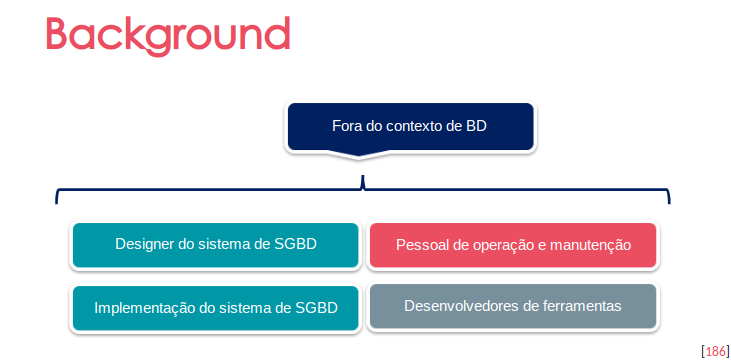 Background
Fora do contexto de BD
Designer do sistema de SGBD
Pessoal de operação e manutenção
Implementação do sistema de SGBD
Desenvolvedores de ferramentas
[186]